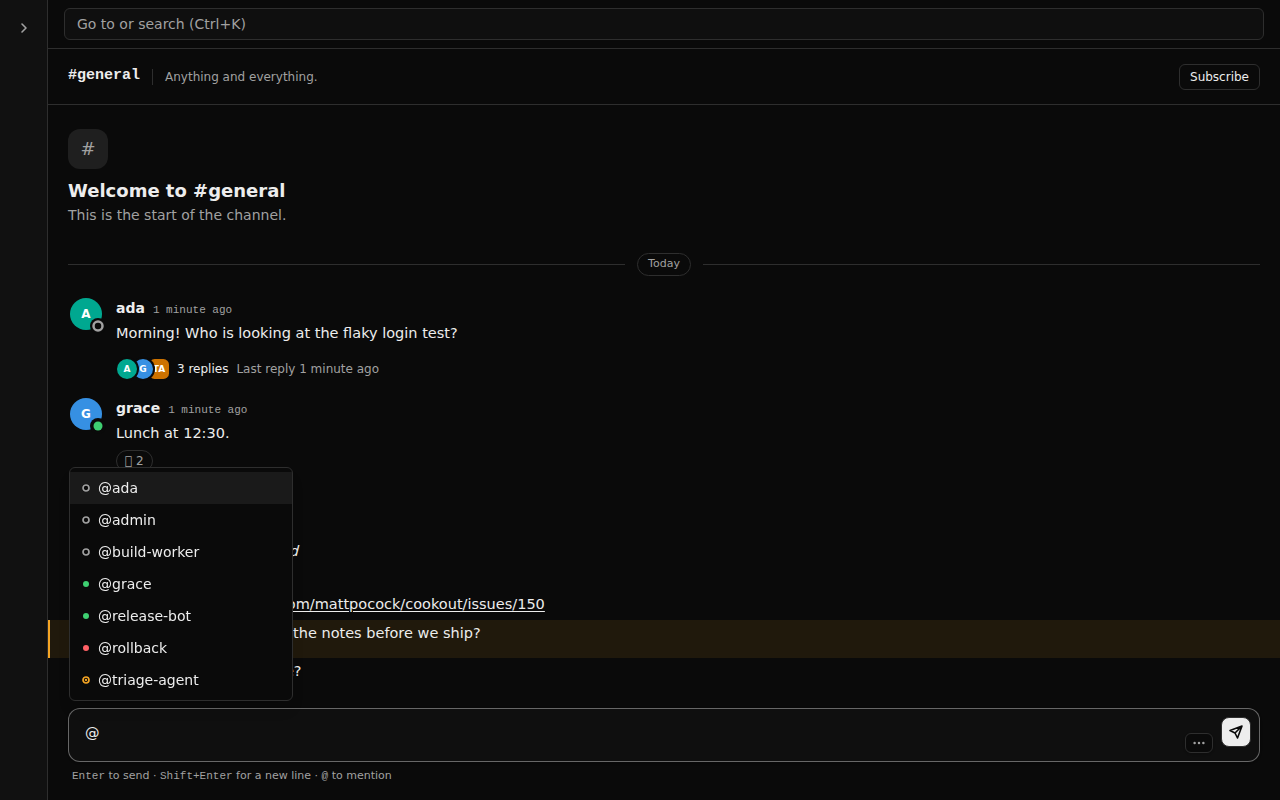 Go to or search (Ctrl+K)
#general
Anything and everything.
Subscribe
#
Welcome to #general
This is the start of the channel.
Today
A
ada 1 minute ago
Morning! Who is looking at the flaky login test?
A G TA 3 replies Last reply 1 minute ago
G
grace 1 minute ago
Lunch at 12:30.
2
@ada
@admin
@build-worker
@grace
@release-bot
@rollback
@triage-agent
om/mattpocock/cookout/issues/150
the notes before we ship?
?
@
Enter to send · Shift+Enter for a new line · @ to mention